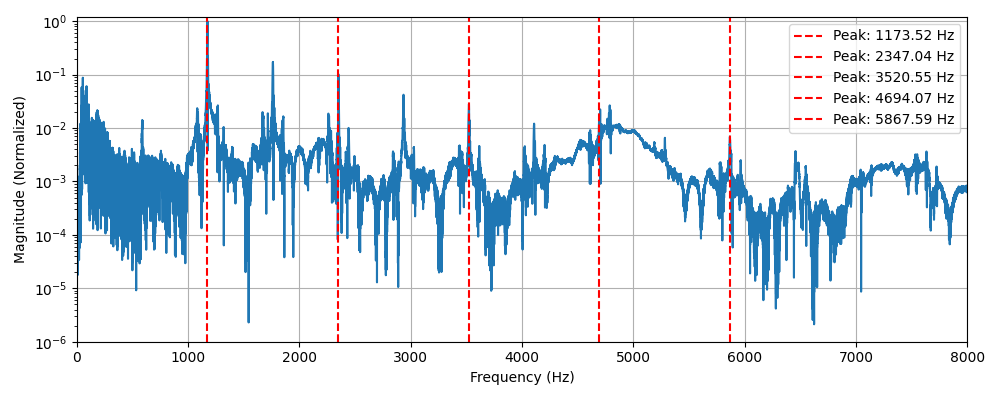 Magnitude (Normalized)
10⁰
10⁻¹
10⁻²
10⁻³
10⁻⁴
10⁻⁵
10⁻⁶
Peak: 1173.52 Hz
Peak: 2347.04 Hz
Peak: 3520.55 Hz
Peak: 4694.07 Hz
Peak: 5867.59 Hz
0 1000 2000 3000 4000 5000 6000 7000 8000
Frequency (Hz)